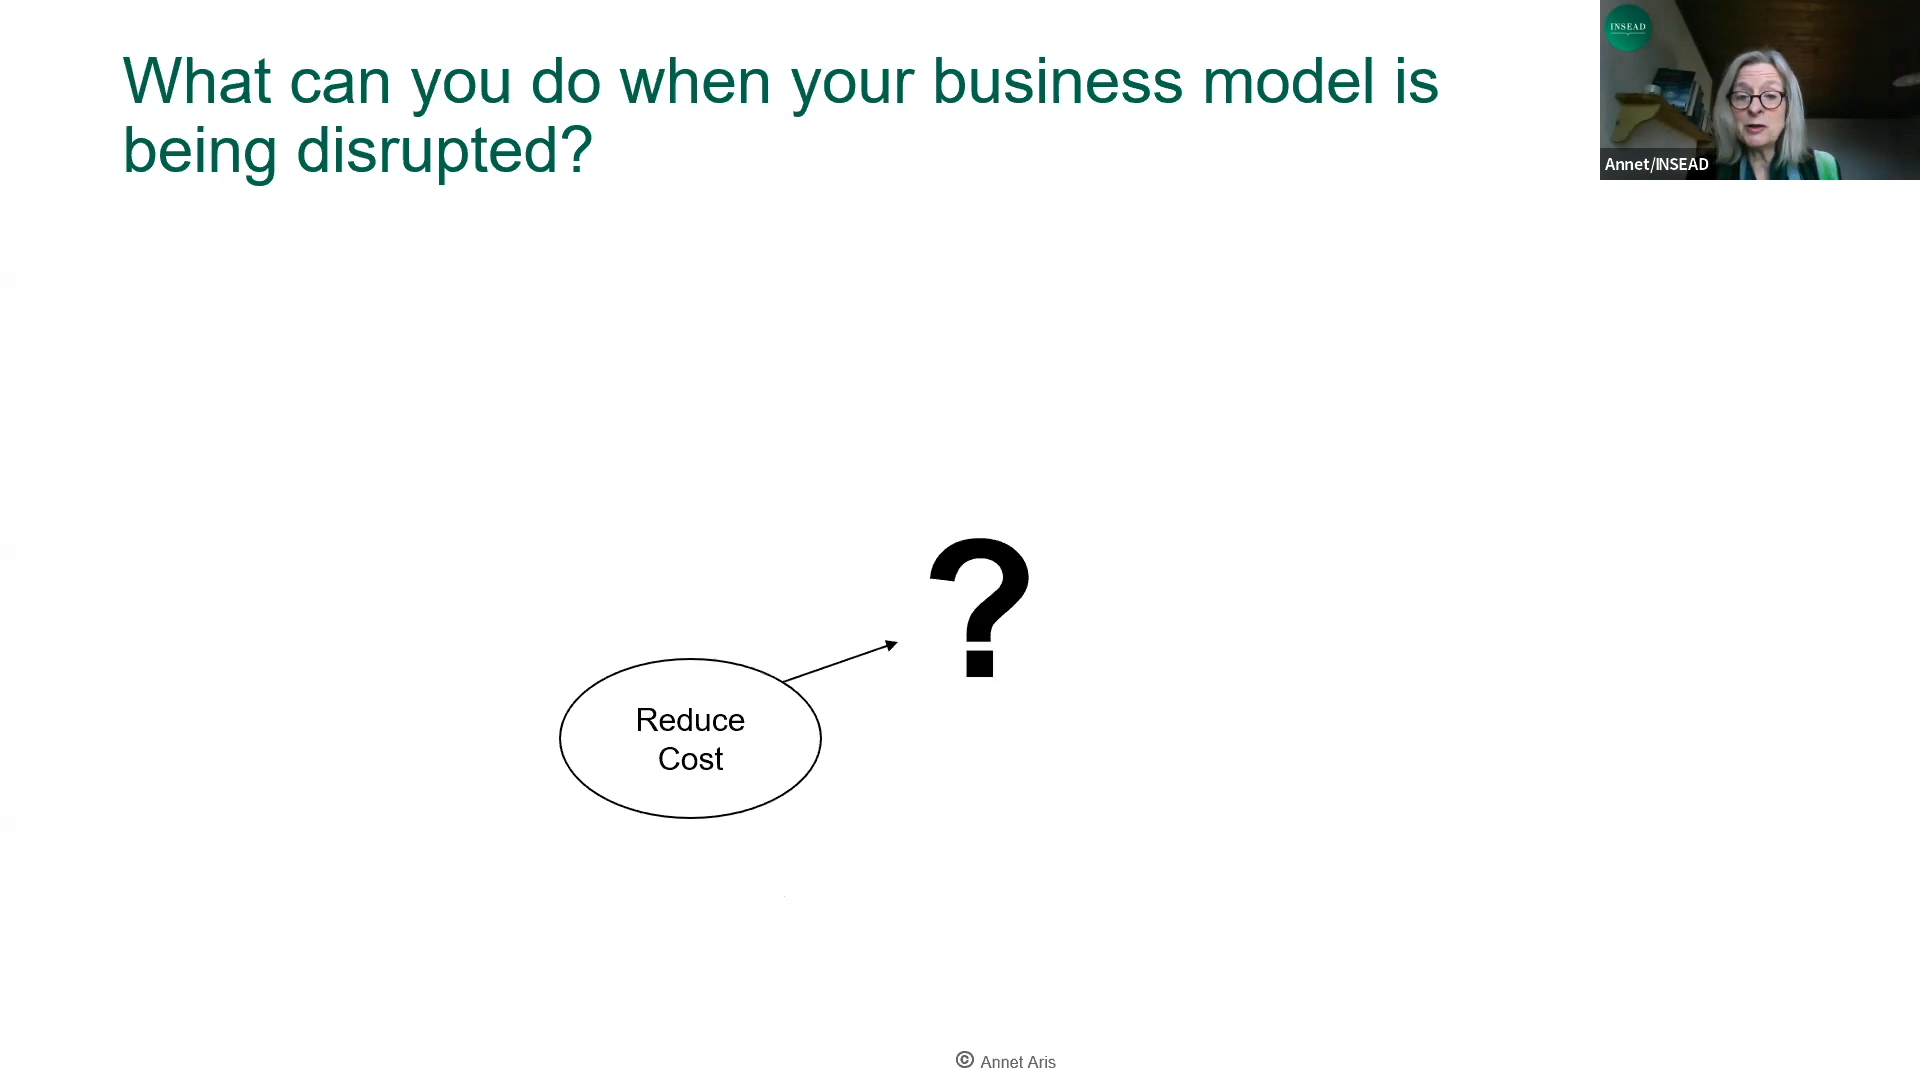 What can you do when your business model is
being disrupted?
INSEAD
Annet/INSEAD
?
Reduce
Cost
© Annet Aris